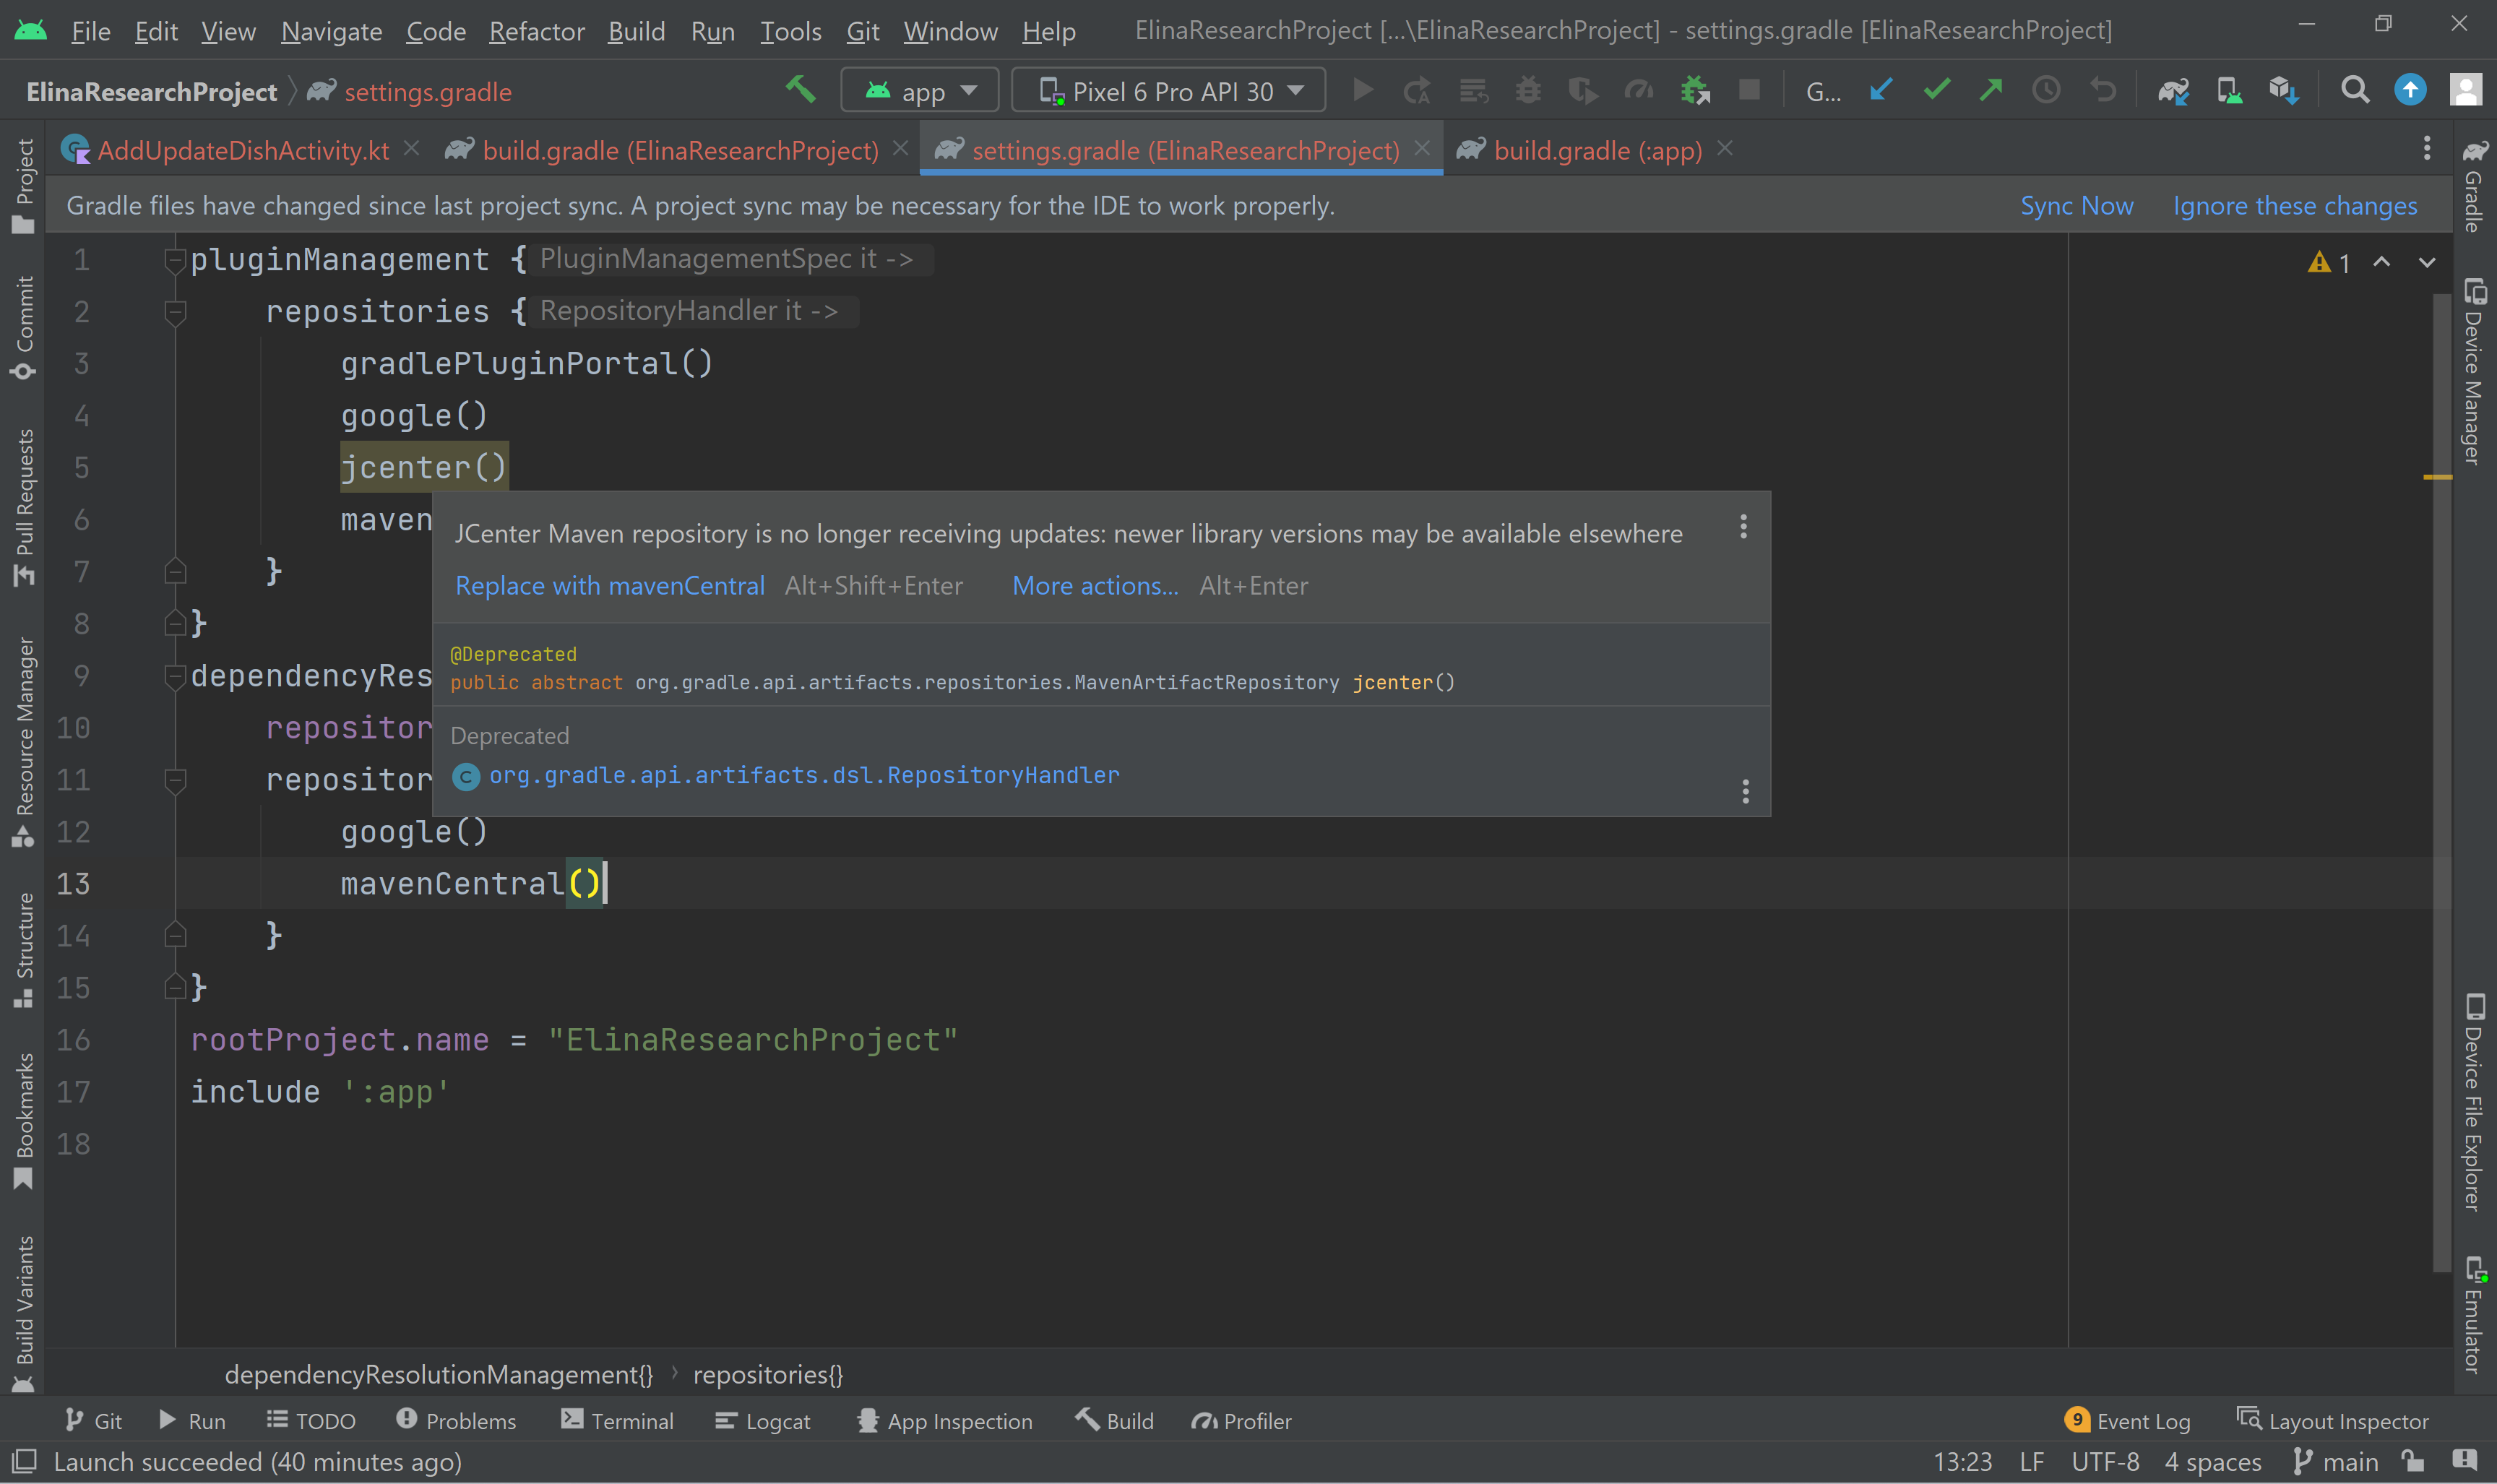 File Edit View Navigate Code Refactor Build Run Tools Git Window Help ElinaResearchProject [...\ElinaResearchProject] - settings.gradle [ElinaResearchProject]
ElinaResearchProject settings.gradle app Pixel 6 Pro API 30 G...
AddUpdateDishActivity.kt build.gradle (ElinaResearchProject) settings.gradle (ElinaResearchProject) build.gradle (:app)
Gradle files have changed since last project sync. A project sync may be necessary for the IDE to work properly. Sync Now Ignore these changes
1 pluginManagement { PluginManagementSpec it -> 1
2 repositories { RepositoryHandler it ->
3 gradlePluginPortal()
4 google()
5 jcenter()
6 maven
JCenter Maven repository is no longer receiving updates: newer library versions may be available elsewhere
Replace with mavenCentral Alt+Shift+Enter More actions... Alt+Enter
@Deprecated
public abstract org.gradle.api.artifacts.repositories.MavenArtifactRepository jcenter()
Deprecated
C org.gradle.api.artifacts.dsl.RepositoryHandler
7 }
8 }
9 dependencyRes
10 repositor
11 repositor
12 google()
13 mavenCentral()
14 }
15 }
16 rootProject.name = "ElinaResearchProject"
17 include ':app'
18
dependencyResolutionManagement{} › repositories{}
Project
Commit
Pull Requests
Resource Manager
Structure
Bookmarks
Build Variants
Gradle
Device Manager
Device File Explorer
Emulator
Git Run TODO Problems Terminal Logcat App Inspection Build Profiler 9 Event Log Layout Inspector
Launch succeeded (40 minutes ago) 13:23 LF UTF-8 4 spaces main